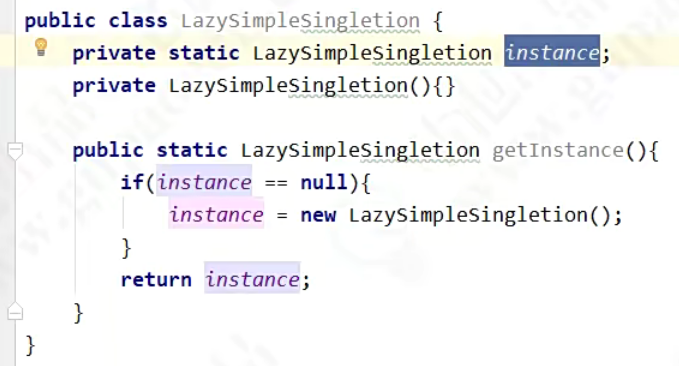 public class LazySimpleSingletion {
    private static LazySimpleSingletion instance;
    private LazySimpleSingletion(){}

    public static LazySimpleSingletion getInstance(){
        if(instance == null){
            instance = new LazySimpleSingletion();
        }
        return instance;
    }
}